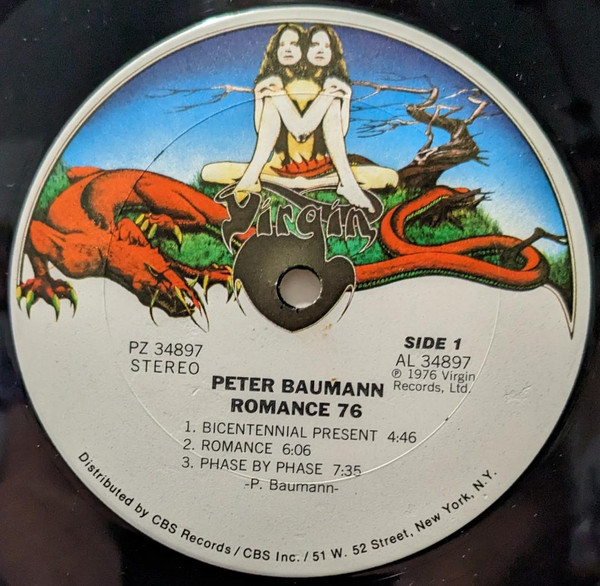 Virgin
PZ 34897
STEREO
SIDE 1
AL 34897
℗ 1976 Virgin
Records, Ltd.
PETER BAUMANN
ROMANCE 76
1. BICENTENNIAL PRESENT 4:46
2. ROMANCE 6:06
3. PHASE BY PHASE 7:35
-P. Baumann-
Distributed by CBS Records / CBS Inc. / 51 W. 52 Street, New York, N.Y.